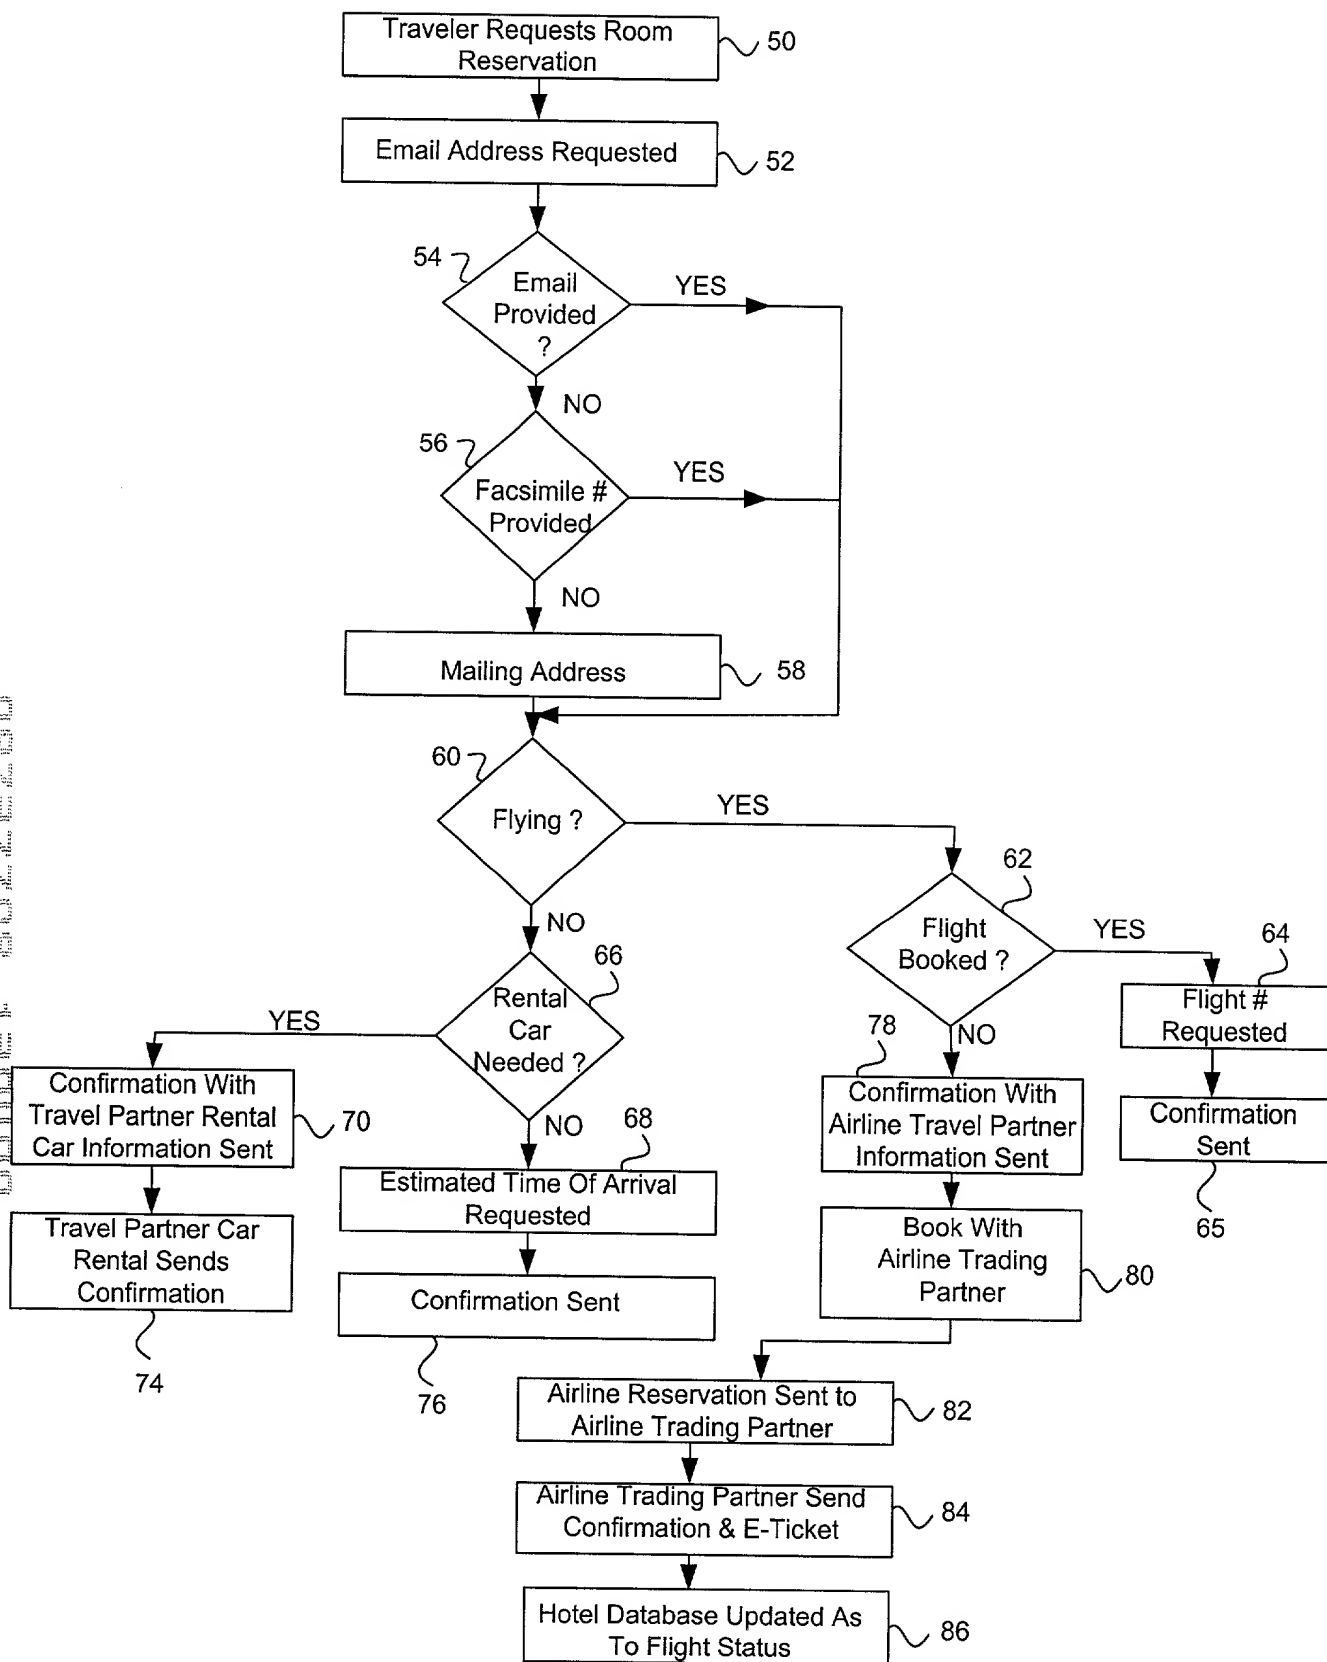 Traveler Requests Room
Reservation
50
Email Address Requested
52
54
Email
Provided
?
YES
NO
56
Facsimile #
Provided
YES
NO
Mailing Address
58
60
Flying ?
YES
NO
62
Flight
Booked ?
YES
NO
64
Flight #
Requested
Confirmation
Sent
65
66
Rental
Car
Needed ?
YES
NO
Confirmation With
Travel Partner Rental
Car Information Sent
70
Travel Partner Car
Rental Sends
Confirmation
74
68
Estimated Time Of Arrival
Requested
Confirmation Sent
76
78
Confirmation With
Airline Travel Partner
Information Sent
Book With
Airline Trading
Partner
80
Airline Reservation Sent to
Airline Trading Partner
82
Airline Trading Partner Send
Confirmation & E-Ticket
84
Hotel Database Updated As
To Flight Status
86